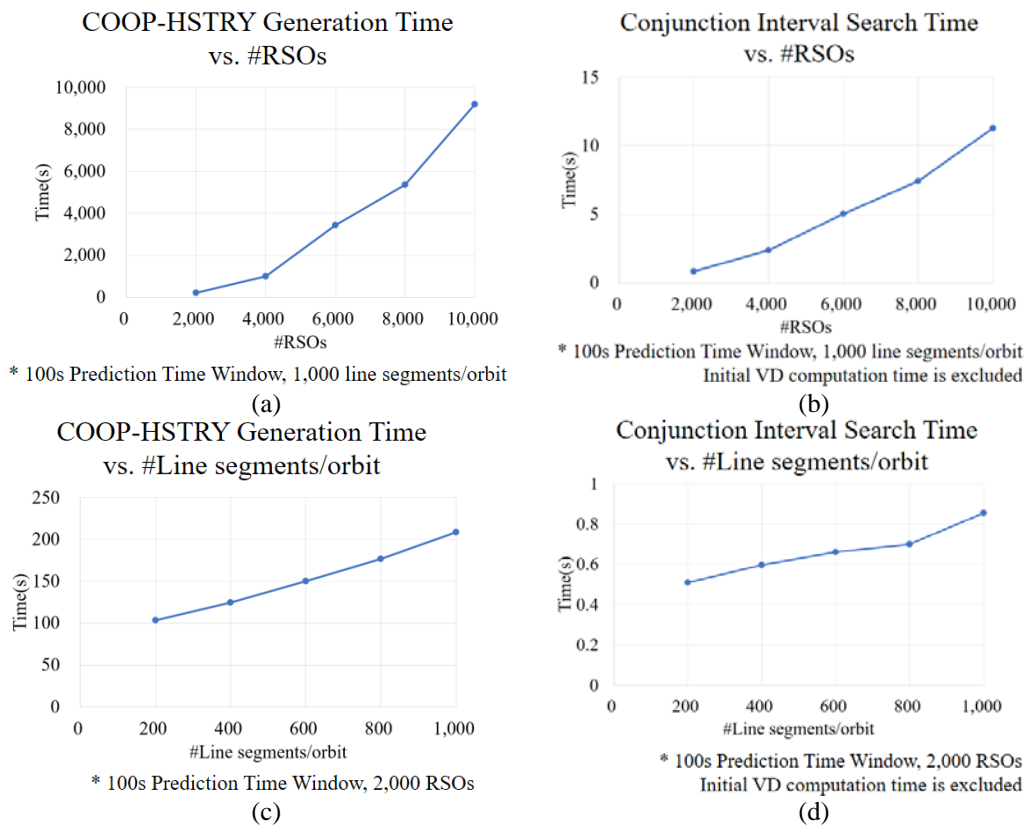 COOP-HSTRY Generation Time
vs. #RSOs
10,000
8,000
6,000
4,000
2,000
0
Time(s)
0 2,000 4,000 6,000 8,000 10,000
#RSOs
* 100s Prediction Time Window, 1,000 line segments/orbit
(a)
Conjunction Interval Search Time
vs. #RSOs
15
10
5
0
Time(s)
0 2,000 4,000 6,000 8,000 10,000
#RSOs
* 100s Prediction Time Window, 1,000 line segments/orbit
Initial VD computation time is excluded
(b)
COOP-HSTRY Generation Time
vs. #Line segments/orbit
250
200
150
100
50
0
Time(s)
0 200 400 600 800 1,000
#Line segments/orbit
* 100s Prediction Time Window, 2,000 RSOs
(c)
Conjunction Interval Search Time
vs. #Line segments/orbit
1
0.8
0.6
0.4
0.2
0
Time(s)
0 200 400 600 800 1,000
#Line segments/orbit
* 100s Prediction Time Window, 2,000 RSOs
Initial VD computation time is excluded
(d)